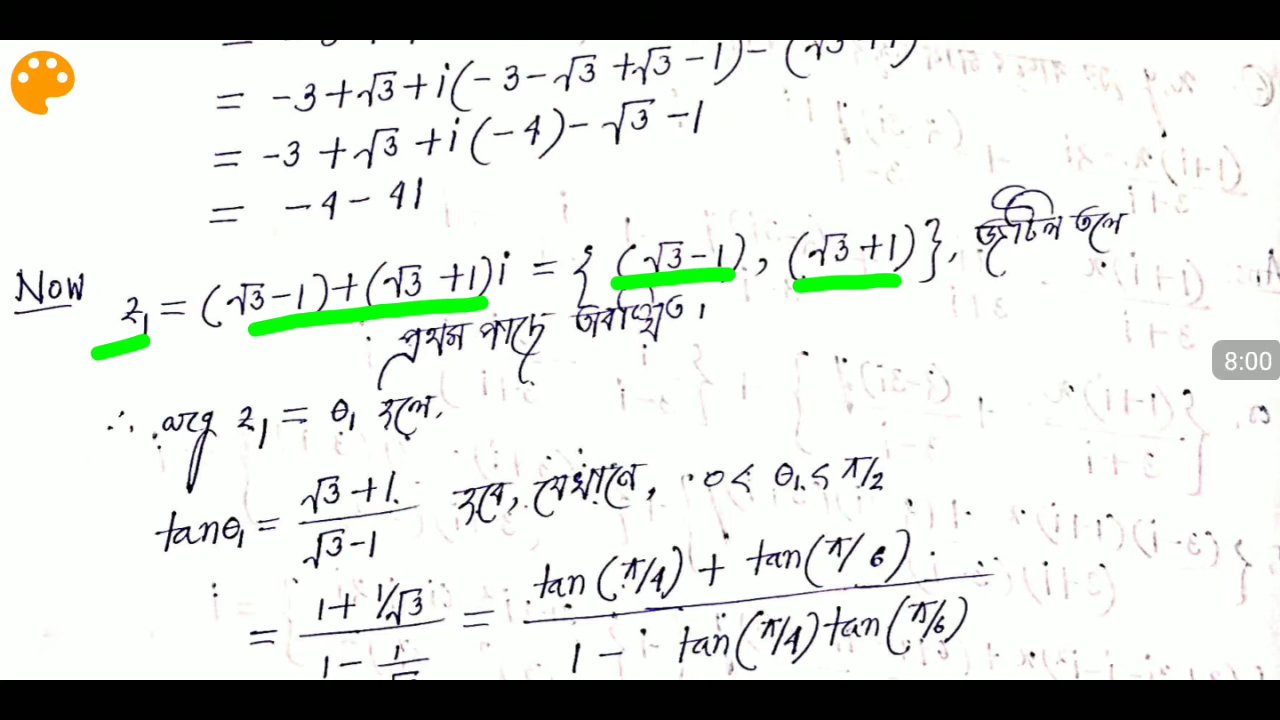 = -3+√3+i(-3-√3+√3-1)-(√3+1)
= -3+√3+i(-4)-√3-1
= -4-4i
Now z₁ = (√3-1)+(√3+1)i = {(√3-1), (√3+1)}, জটিল তলে
প্রথম পাদে অবস্থিত।
∴ arg z₁ = θ₁ হলে,
tanθ₁ = (√3+1)/(√3-1) হবে, যেখানে, 0< θ₁ < π/2
= (1+1/√3)/(1-1/√3) = (tan(π/4)+tan(π/6))/(1-tan(π/4)tan(π/6))
8:00